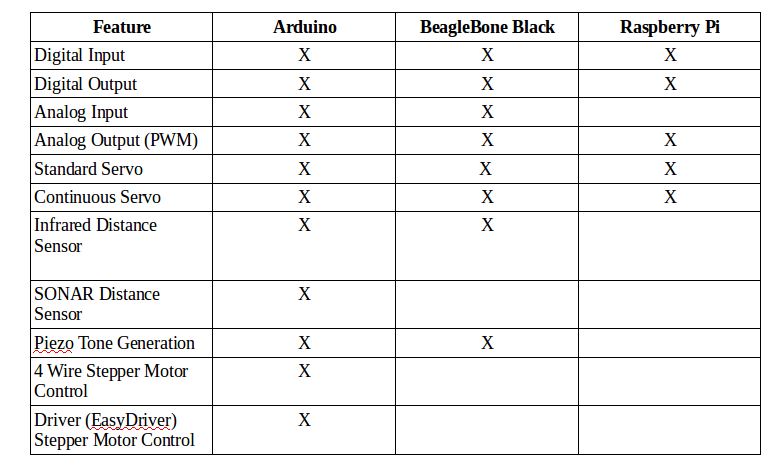 Feature Arduino BeagleBone Black Raspberry Pi
Digital Input X X X
Digital Output X X X
Analog Input X X
Analog Output (PWM) X X X
Standard Servo X X X
Continuous Servo X X X
Infrared Distance X X
Sensor
SONAR Distance X
Sensor
Piezo Tone Generation X X
4 Wire Stepper Motor X
Control
Driver (EasyDriver) X
Stepper Motor Control